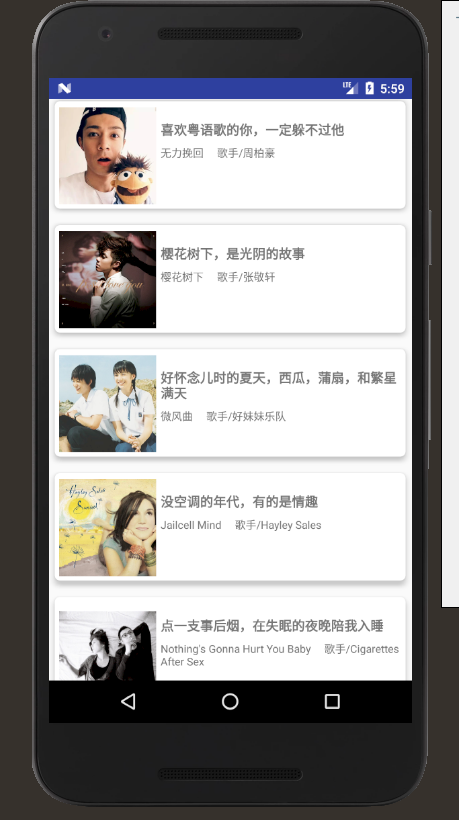 LTE 5:59
喜欢粤语歌的你，一定躲不过他
无力挽回 歌手/周柏豪
樱花树下，是光阴的故事
樱花树下 歌手/张敬轩
好怀念儿时的夏天，西瓜，蒲扇，和繁星
满天
微风曲 歌手/好妹妹乐队
Hayley Sales
Sunseed
没空调的年代，有的是情趣
Jailcell Mind 歌手/Hayley Sales
点一支事后烟，在失眠的夜晚陪我入睡
Nothing's Gonna Hurt You Baby 歌手/Cigarettes
After Sex